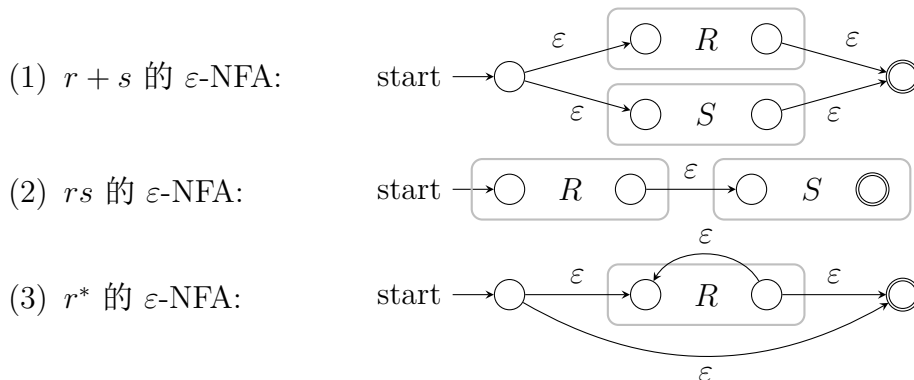 ε R ε
(1) r + s 的 ε-NFA: start
ε S ε
ε
(2) rs 的 ε-NFA: start R S
ε
ε ε
(3) r* 的 ε-NFA: start R
ε